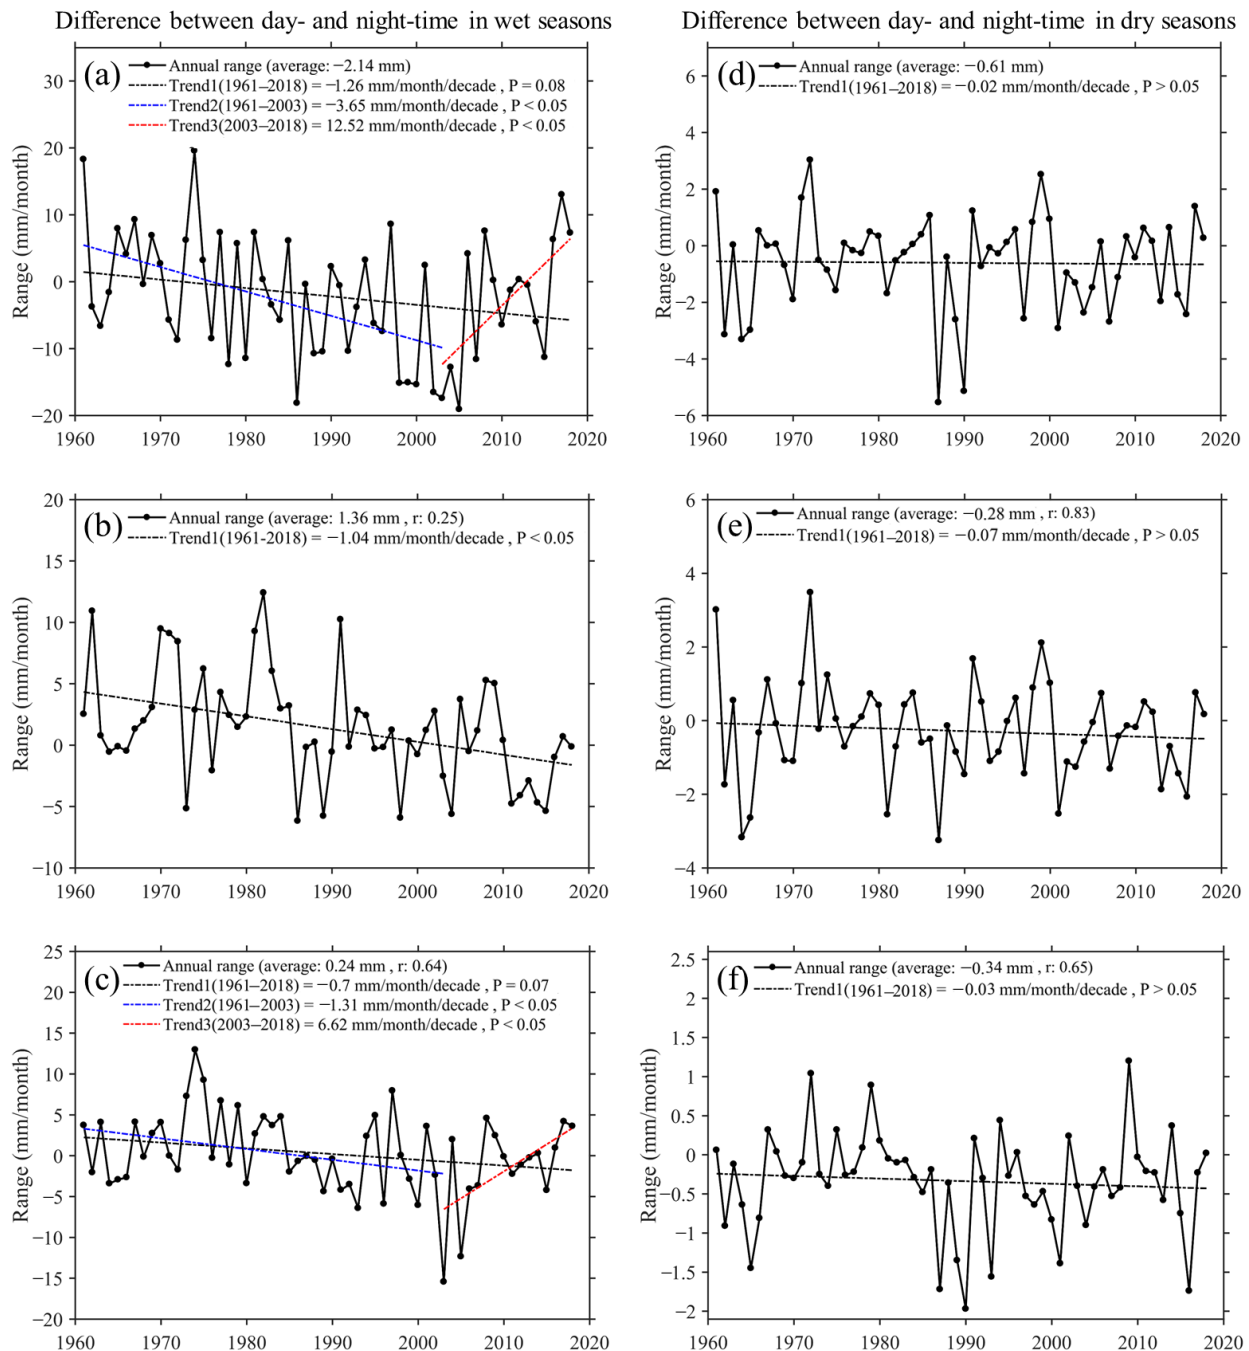 Difference between day- and night-time in wet seasons
Difference between day- and night-time in dry seasons
(a)
Annual range (average: −2.14 mm)
Trend1(1961–2018) = −1.26 mm/month/decade , P = 0.08
Trend2(1961–2003) = −3.65 mm/month/decade , P < 0.05
Trend3(2003–2018) = 12.52 mm/month/decade , P < 0.05
Range (mm/month)
30
20
10
0
−10
−20
1960 1970 1980 1990 2000 2010 2020
(d)
Annual range (average: −0.61 mm)
Trend1(1961–2018) = −0.02 mm/month/decade , P > 0.05
Range (mm/month)
6
4
2
0
−2
−4
−6
1960 1970 1980 1990 2000 2010 2020
(b)
Annual range (average: 1.36 mm , r: 0.25)
Trend1(1961-2018) = −1.04 mm/month/decade , P < 0.05
Range (mm/month)
20
15
10
5
0
−5
−10
1960 1970 1980 1990 2000 2010 2020
(e)
Annual range (average: −0.28 mm , r: 0.83)
Trend1(1961–2018) = −0.07 mm/month/decade , P > 0.05
Range (mm/month)
6
4
2
0
−2
−4
1960 1970 1980 1990 2000 2010 2020
(c)
Annual range (average: 0.24 mm , r: 0.64)
Trend1(1961–2018) = −0.7 mm/month/decade , P = 0.07
Trend2(1961–2003) = −1.31 mm/month/decade , P < 0.05
Trend3(2003–2018) = 6.62 mm/month/decade , P < 0.05
Range (mm/month)
25
20
15
10
5
0
−5
−10
−15
−20
1960 1970 1980 1990 2000 2010 2020
(f)
Annual range (average: −0.34 mm , r: 0.65)
Trend1(1961–2018) = −0.03 mm/month/decade , P > 0.05
Range (mm/month)
2.5
2
1.5
1
0.5
0
−0.5
−1
−1.5
−2
1960 1970 1980 1990 2000 2010 2020